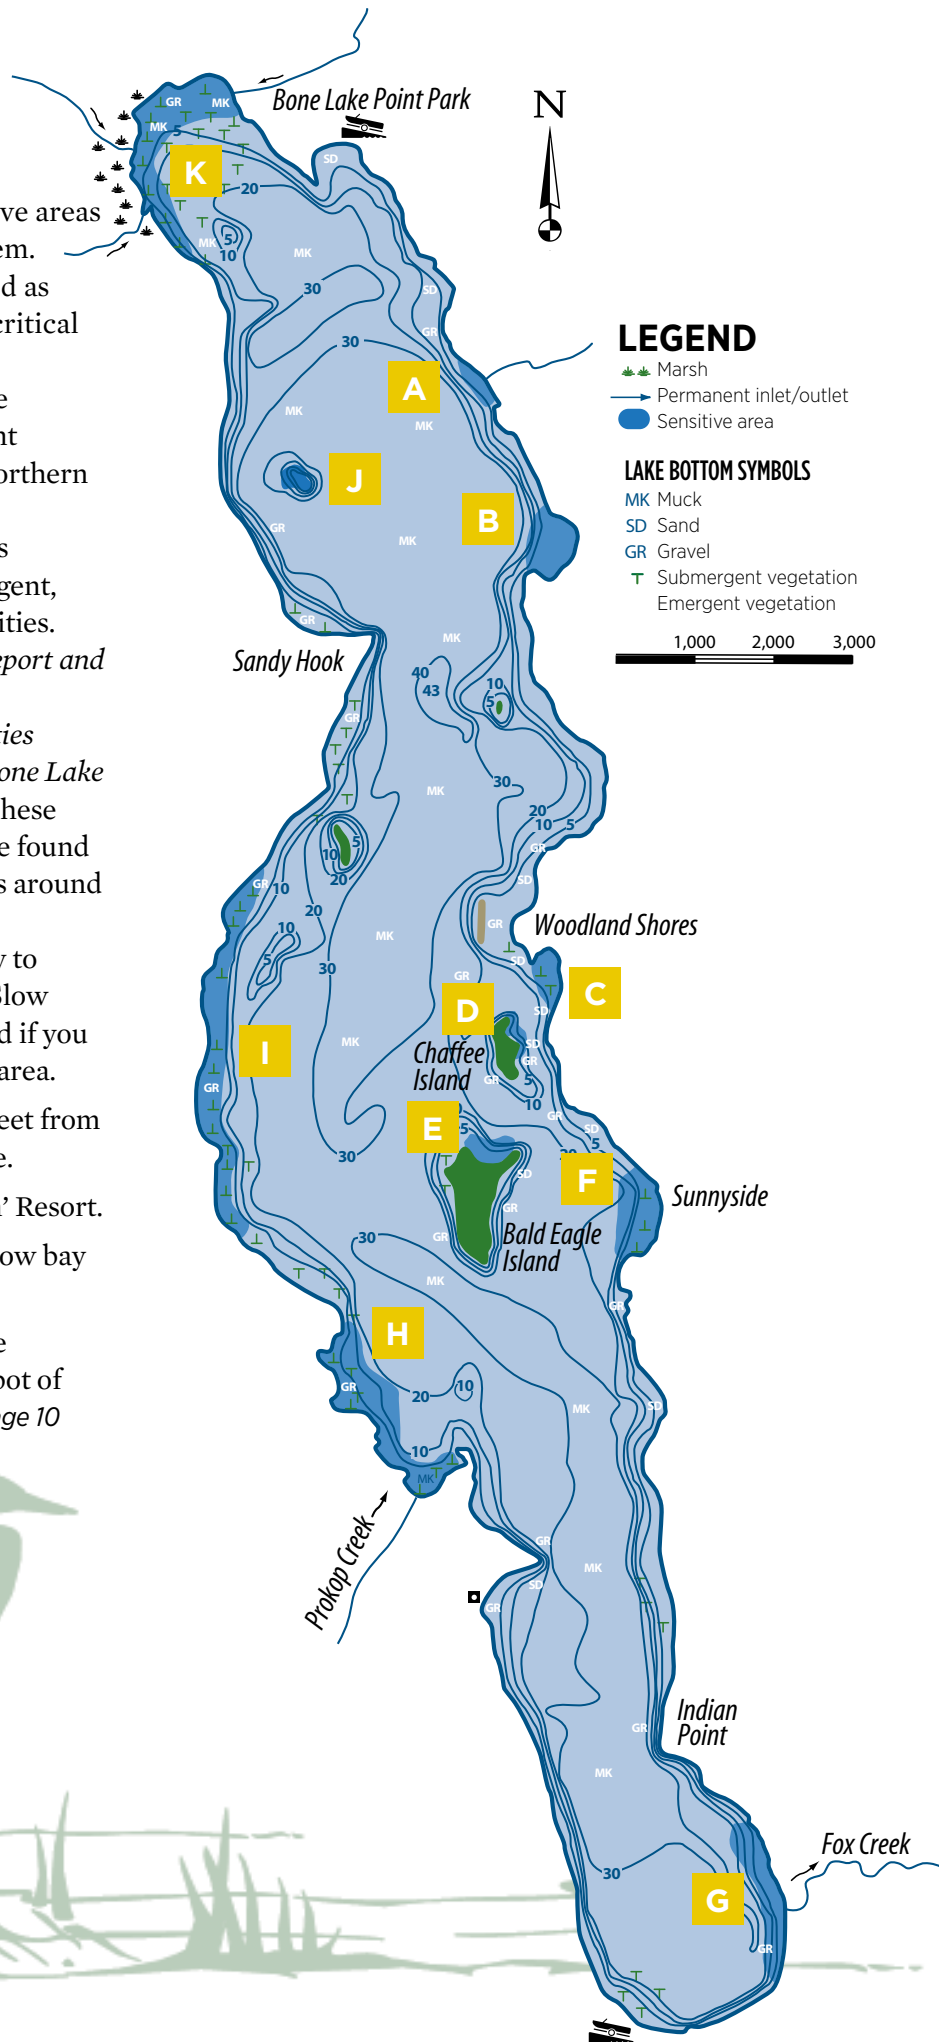 ve areas
em.
d as
critical
e
nt
orthern
s
gent,
ities.
eport and
ties
one Lake
hese
e found
s around
y to
Slow
d if you
area.
eet from
e.
n' Resort.
ow bay
e
pot of
ge 10
Bone Lake Point Park
N
GR
MK
MK
5
K
SD
20
MK
5
10
MK
30
SD
GR
30
A
MK
MK
J
B
GR
MK
GR
MK
Sandy Hook
40
43
10
5
GR
MK
30
20
10
5
GR
5
10
20
SD
GR
10
20
10
5
30
MK
GR
Woodland Shores
SD
GR
C
D
SD
MK
I
Chaffee
Island
SD
GR
GR
5
10
GR
GR
E
5
SD
5
20
30
F
SD
Sunnyside
GR
GR
Bald Eagle
Island
30
MK
GR
H
GR
20
10
MK
SD
10
MK
Prokop Creek
GR
MK
SD
GR
Indian
Point
GR
MK
Fox Creek
30
G
GR
LEGEND
Marsh
Permanent inlet/outlet
Sensitive area
LAKE BOTTOM SYMBOLS
MK Muck
SD Sand
GR Gravel
Submergent vegetation
Emergent vegetation
1,000 2,000 3,000